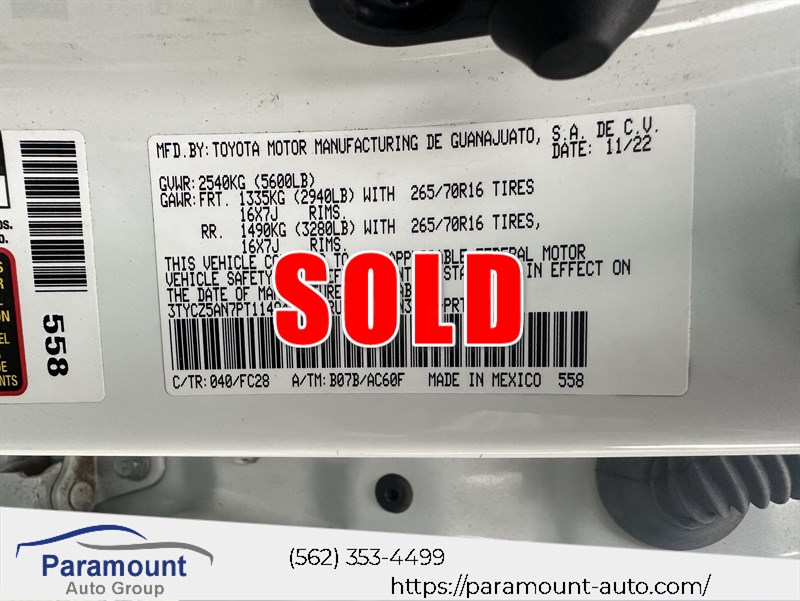 MFD.BY: TOYOTA MOTOR MANUFACTURING DE GUANAJUATO, S.A. DE C.V.
DATE: 11/22
GVWR: 2540KG (5600LB)
GAWR: FRT. 1335KG (2940LB) WITH 265/70R16 TIRES
16X7J RIMS.
RR. 1490KG (3280LB) WITH 265/70R16 TIRES,
16X7J RIMS.
THIS VEHICLE TO FEDERAL MOTOR
VEHICLE SAFETY IN EFFECT ON
THE DATE OF
SOLD
C/TR: 040/FC28 A/TM: B07B/AC60F MADE IN MEXICO 558
558
Paramount
Auto Group
(562) 353-4499
https://paramount-auto.com/